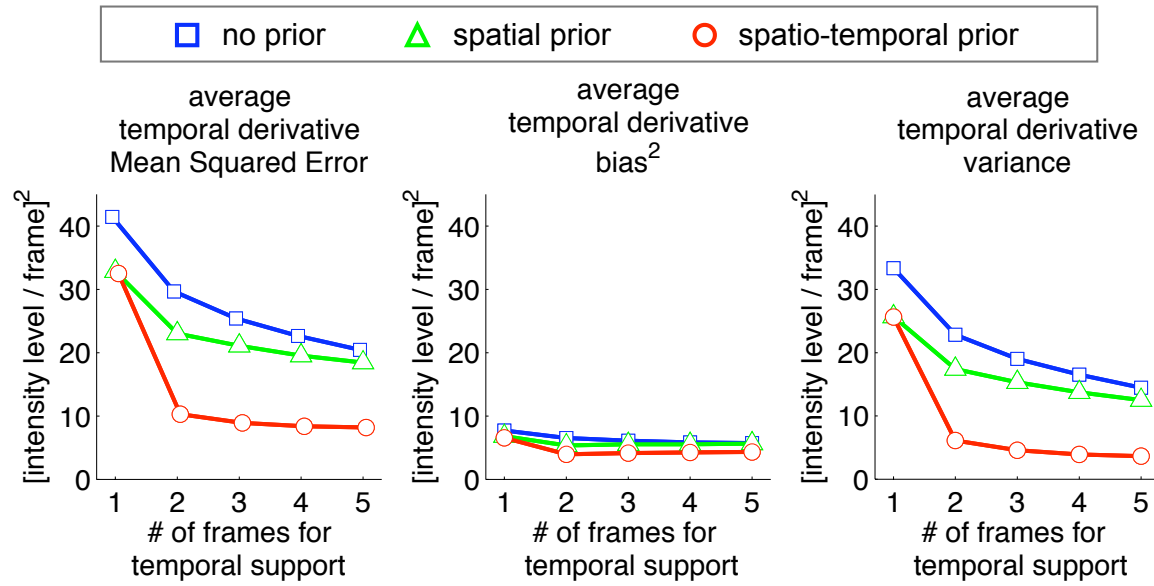 no prior spatial prior spatio-temporal prior
average
temporal derivative
Mean Squared Error
[intensity level / frame]²
40
30
20
10
0
1 2 3 4 5
# of frames for
temporal support
average
temporal derivative
bias²
[intensity level / frame]²
40
30
20
10
0
1 2 3 4 5
# of frames for
temporal support
average
temporal derivative
variance
[intensity level / frame]²
40
30
20
10
0
1 2 3 4 5
# of frames for
temporal support